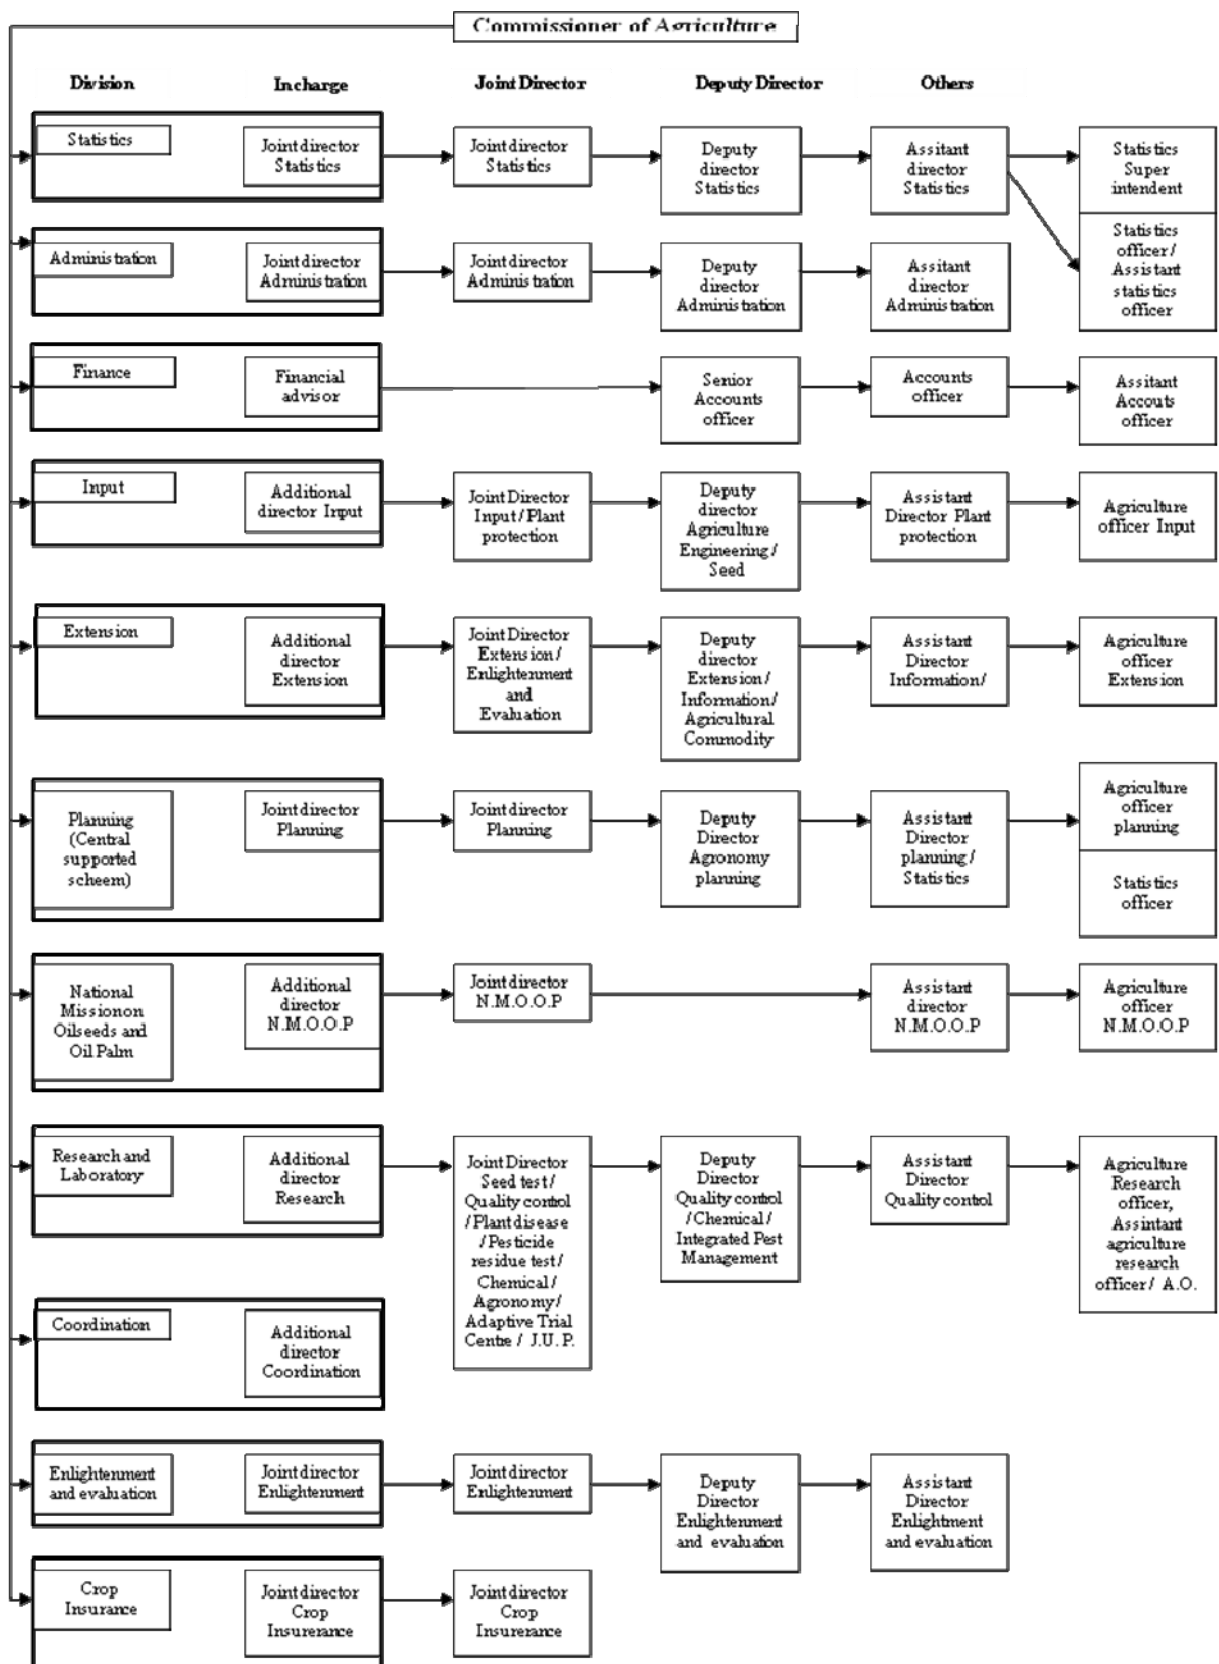 Commissioner of Agriculture
Division
Incharge
Joint Director
Deputy Director
Others
Statistics
Joint director
Statistics
Joint director
Statistics
Deputy
director
Statistics
Assitant
director
Statistics
Statistics
Super
intendent
Statistics
officer /
Assistant
statistics
officer
Administration
Joint director
Administration
Joint director
Administration
Deputy
director
Administration
Assitant
director
Administration
Finance
Financial
advisor
Senior
Accounts
officer
Accounts
officer
Assitant
Accouts
officer
Input
Additional
director Input
Joint Director
Input / Plant
protection
Deputy
director
Agriculture
Engineering /
Seed
Assistant
Director Plant
protection
Agriculture
officer Input
Extension
Additional
director
Extension
Joint Director
Extension /
Enlightenment
and
Evaluation
Deputy
director
Extension /
Information /
Agricultural
Commodity
Assistant
Director
Information /
Agriculture
officer
Extension
Planning
(Central
supported
scheem)
Joint director
Planning
Joint director
Planning
Deputy
Director
Agronomy
planning
Assistant
Director
planning /
Statistics
Agriculture
officer
planning
Statistics
officer
National
Missionon
Oilseeds and
Oil Palm
Additional
director
N.M.O.O.P
Joint director
N.M.O.O.P
Assistant
director
N.M.O.O.P
Agriculture
officer
N.M.O.O.P
Research and
Laboratory
Additional
director
Research
Joint Director
Seed test /
Quality control
/ Plant disease
/ Pesticide
residue test /
Chemical /
Agronomy /
Adaptive Trial
Centre / J.U.P.
Deputy
Director
Quality control
/ Chemical /
Integrated Pest
Management
Assistant
Director
Quality control
Agriculture
Research
officer,
Assintant
agriculture
research
officer / A.O.
Coordination
Additional
director
Coordination
Enlightenment
and evaluation
Joint director
Enlightenment
Joint director
Enlightenment
Deputy
Director
Enlightenment
and evaluation
Assistant
Director
Enlightment
and evaluation
Crop
Insurance
Joint director
Crop
Insurerance
Joint director
Crop
Insurerance